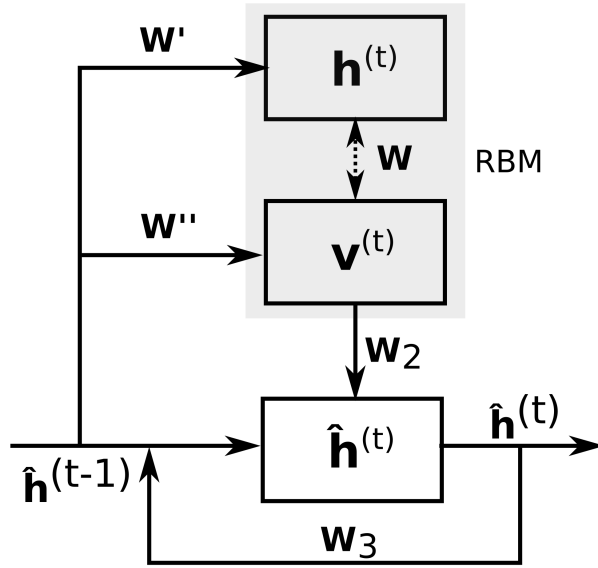 W'
h(t)
W
RBM
W''
v(t)
W2
ĥ(t)
ĥ(t)
ĥ(t-1)
W3